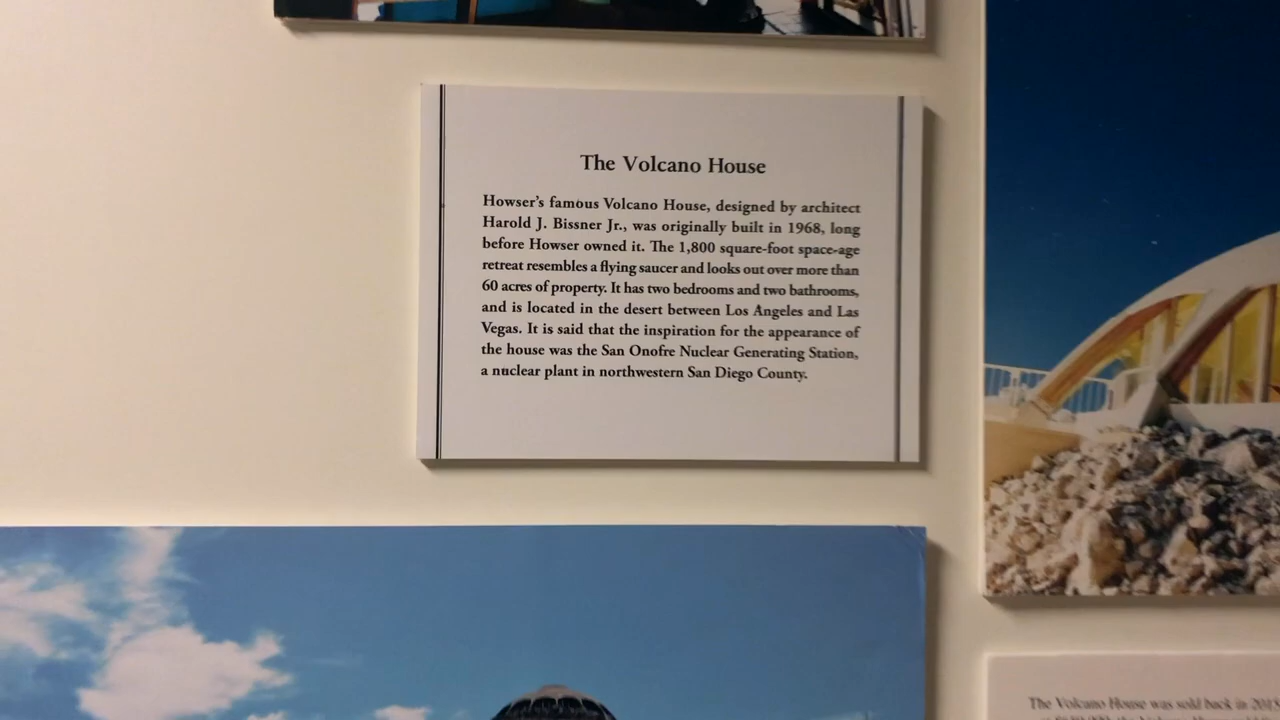 The Volcano House
Howser's famous Volcano House, designed by architect
Harold J. Bissner Jr., was originally built in 1968, long
before Howser owned it. The 1,800 square-foot space-age
retreat resembles a flying saucer and looks out over more than
60 acres of property. It has two bedrooms and two bathrooms,
and is located in the desert between Los Angeles and Las
Vegas. It is said that the inspiration for the appearance of
the house was the San Onofre Nuclear Generating Station,
a nuclear plant in northwestern San Diego County.
The Volcano House was sold back in